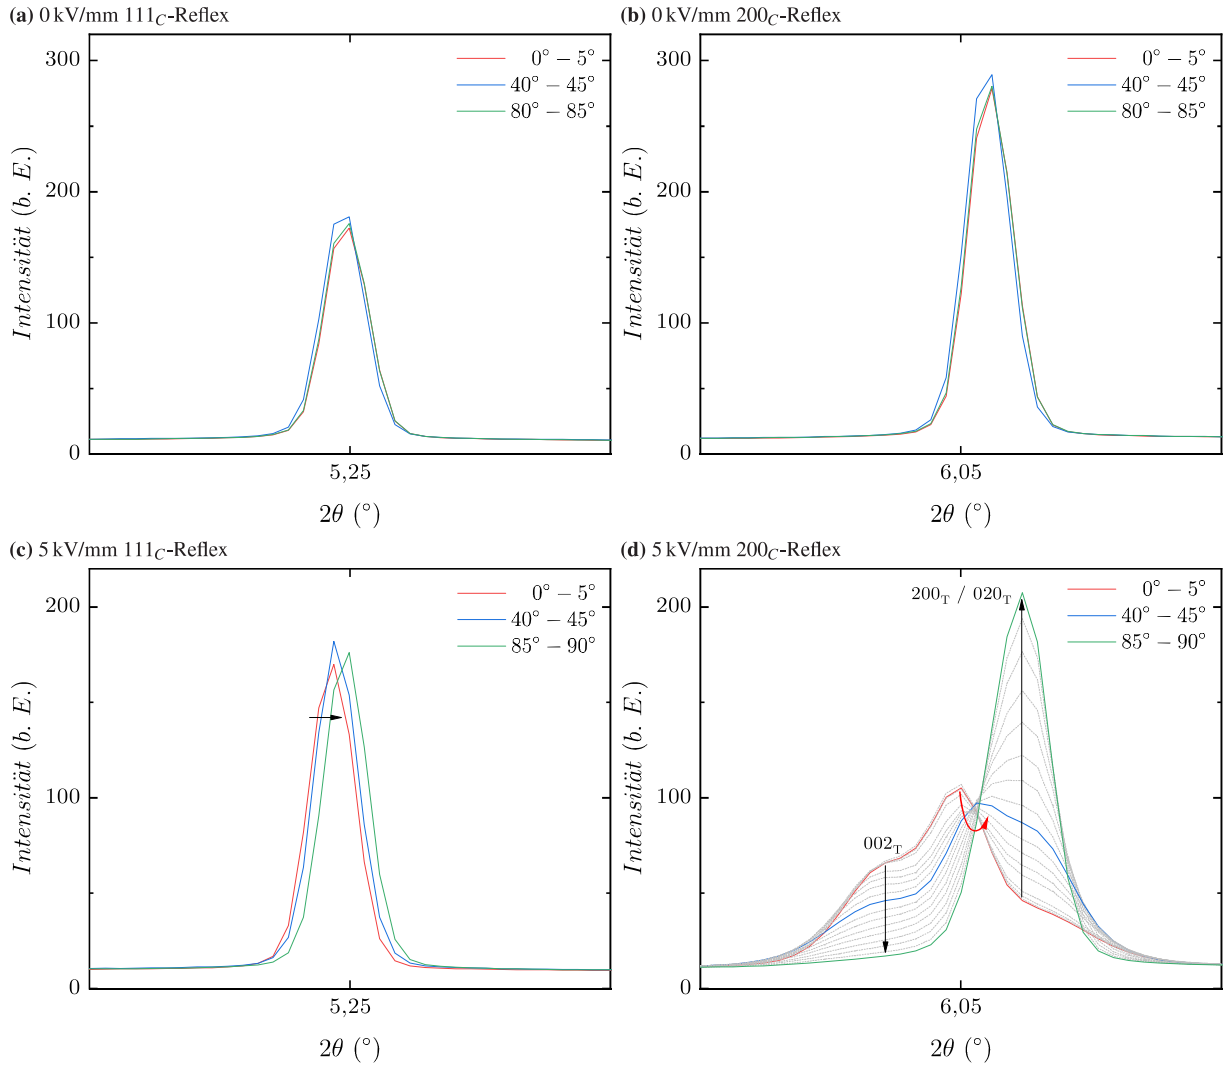 (a) 0 kV/mm 111C-Reflex
300
200
100
0
Intensität (b. E.)
0° – 5°
40° – 45°
80° – 85°
5,25
2θ (°)
(b) 0 kV/mm 200C-Reflex
300
200
100
0
Intensität (b. E.)
0° – 5°
40° – 45°
80° – 85°
6,05
2θ (°)
(c) 5 kV/mm 111C-Reflex
200
100
0
Intensität (b. E.)
0° – 5°
40° – 45°
85° – 90°
5,25
2θ (°)
(d) 5 kV/mm 200C-Reflex
200
100
0
Intensität (b. E.)
200T / 020T
0° – 5°
40° – 45°
85° – 90°
002T
6,05
2θ (°)